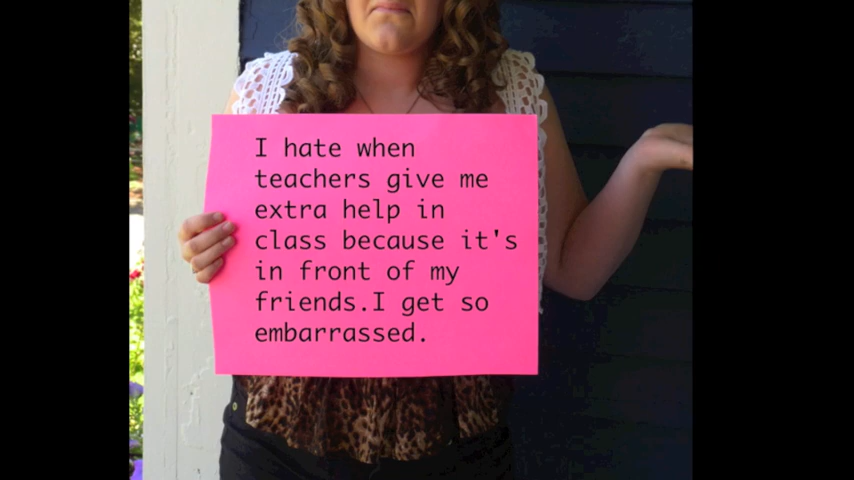 I hate when
teachers give me
extra help in
class because it's
in front of my
friends.I get so
embarrassed.